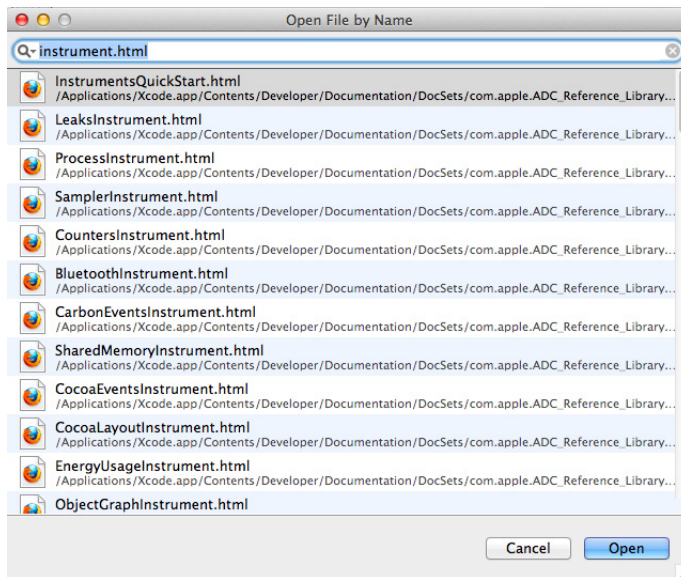 Open File by Name
instrument.html
InstrumentsQuickStart.html
/Applications/Xcode.app/Contents/Developer/Documentation/DocSets/com.apple.ADC_Reference_Library...
LeaksInstrument.html
/Applications/Xcode.app/Contents/Developer/Documentation/DocSets/com.apple.ADC_Reference_Library...
ProcessInstrument.html
/Applications/Xcode.app/Contents/Developer/Documentation/DocSets/com.apple.ADC_Reference_Library...
SamplerInstrument.html
/Applications/Xcode.app/Contents/Developer/Documentation/DocSets/com.apple.ADC_Reference_Library...
CountersInstrument.html
/Applications/Xcode.app/Contents/Developer/Documentation/DocSets/com.apple.ADC_Reference_Library...
BluetoothInstrument.html
/Applications/Xcode.app/Contents/Developer/Documentation/DocSets/com.apple.ADC_Reference_Library...
CarbonEventsInstrument.html
/Applications/Xcode.app/Contents/Developer/Documentation/DocSets/com.apple.ADC_Reference_Library...
SharedMemoryInstrument.html
/Applications/Xcode.app/Contents/Developer/Documentation/DocSets/com.apple.ADC_Reference_Library...
CocoaEventsInstrument.html
/Applications/Xcode.app/Contents/Developer/Documentation/DocSets/com.apple.ADC_Reference_Library...
CocoaLayoutInstrument.html
/Applications/Xcode.app/Contents/Developer/Documentation/DocSets/com.apple.ADC_Reference_Library...
EnergyUsageInstrument.html
/Applications/Xcode.app/Contents/Developer/Documentation/DocSets/com.apple.ADC_Reference_Library...
ObjectGraphInstrument.html
Cancel
Open